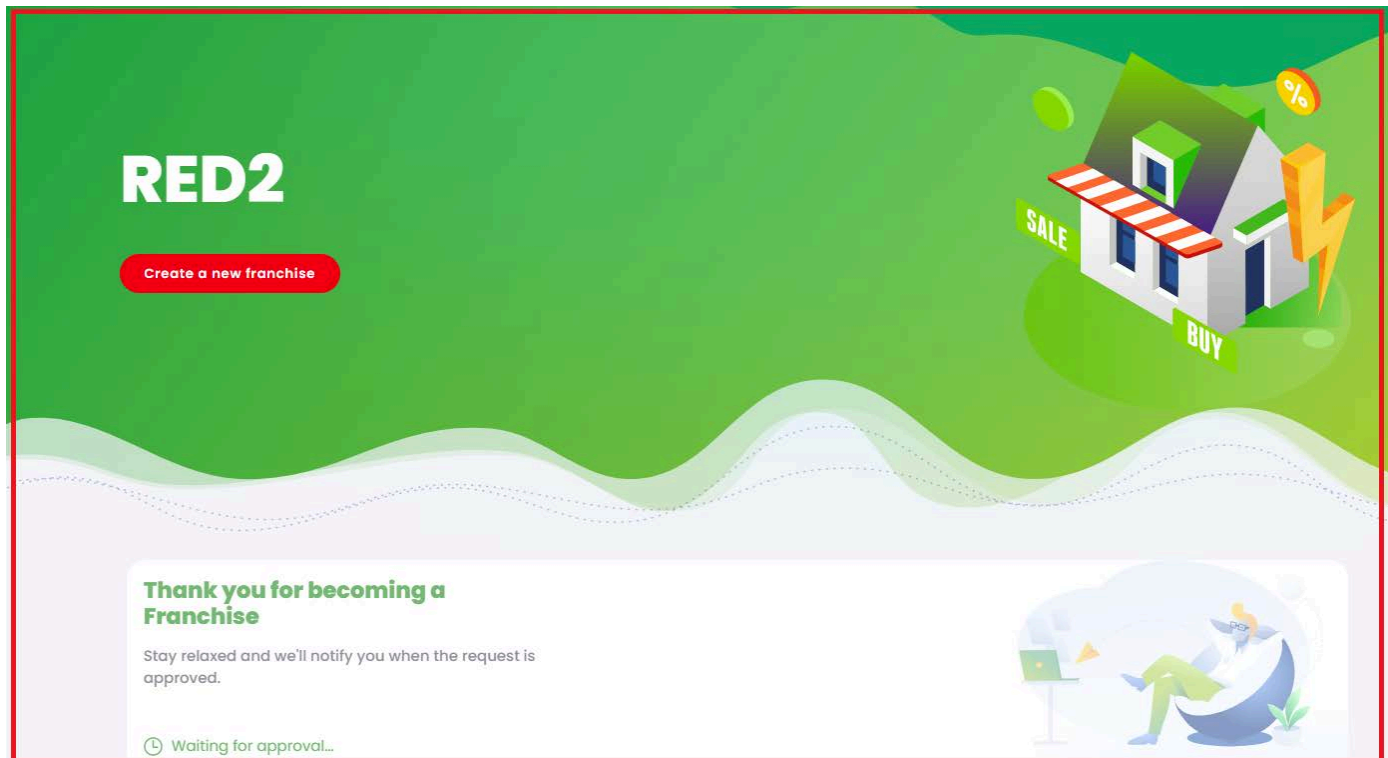 RED2
Create a new franchise
%
SALE
BUY
Thank you for becoming a
Franchise
Stay relaxed and we'll notify you when the request is
approved.
Waiting for approval...